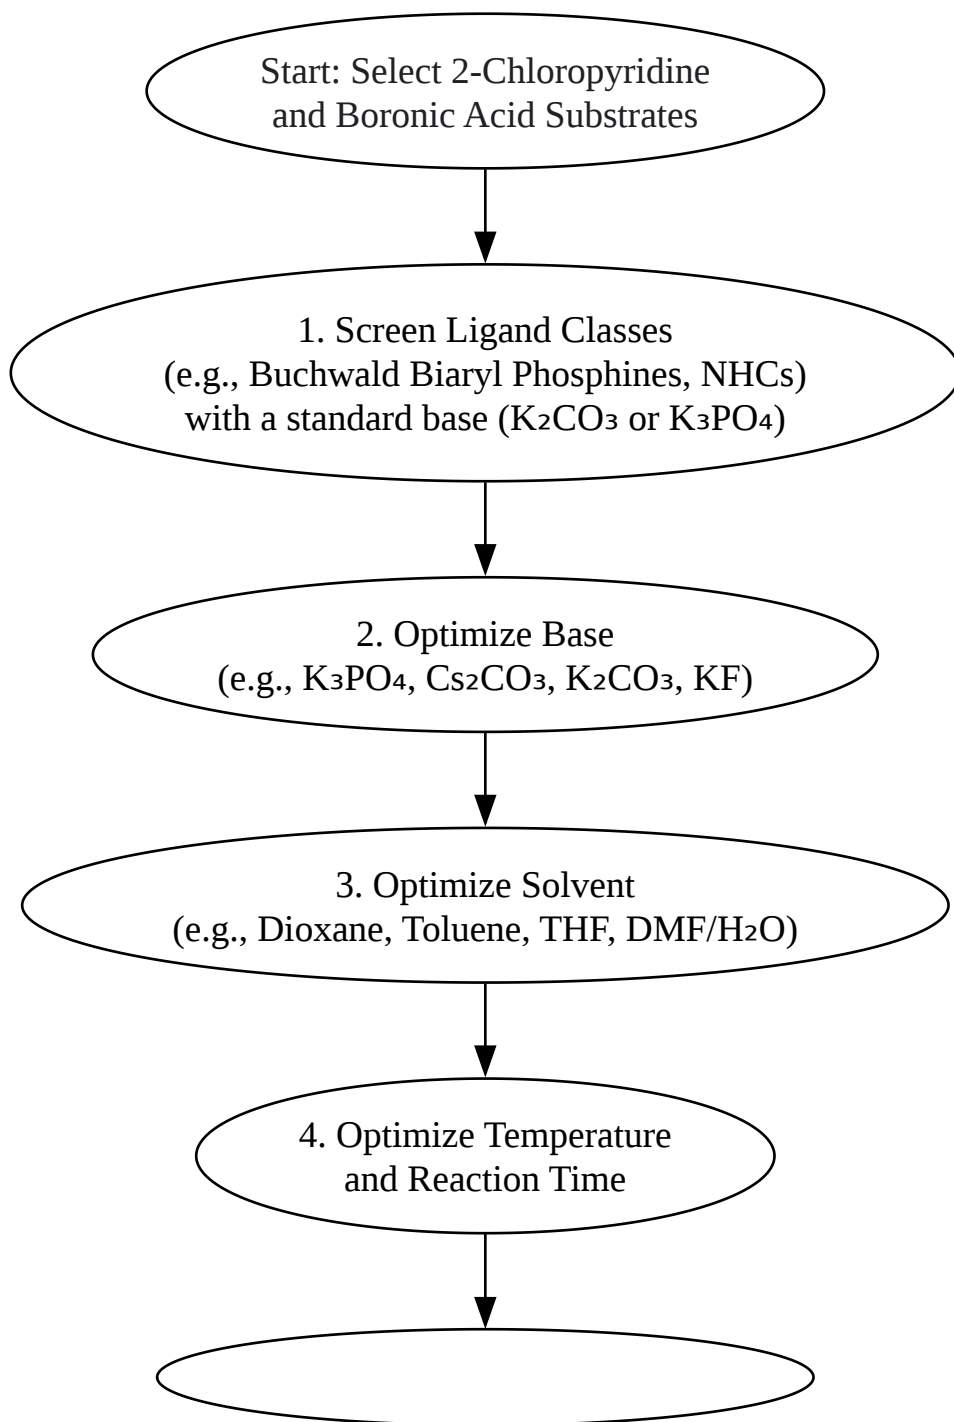 Start: Select 2-Chloropyridine
and Boronic Acid Substrates
1. Screen Ligand Classes
(e.g., Buchwald Biaryl Phosphines, NHCs)
with a standard base (K₂CO₃ or K₃PO₄)
2. Optimize Base
(e.g., K₃PO₄, Cs₂CO₃, K₂CO₃, KF)
3. Optimize Solvent
(e.g., Dioxane, Toluene, THF, DMF/H₂O)
4. Optimize Temperature
and Reaction Time